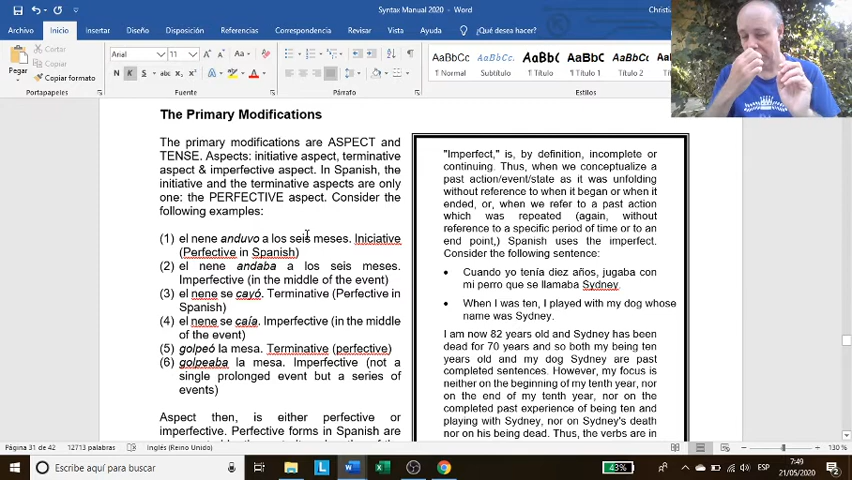 Syntax Manual 2020 - Word
Christia
Archivo Inicio Insertar Diseño Disposición Referencias Correspondencia Revisar Vista Ayuda ¿Qué desea hacer?
Cortar
Copiar
Pegar
Copiar formato
Arial 11
AaBbCc AaBbCc. AaBb( AaBbC AaBbCc
¶ Normal Subtítulo ¶ Título ¶ Título 1 ¶ Título 2
Portapapeles Fuente Párrafo Estilos
The Primary Modifications
The primary modifications are ASPECT and
TENSE. Aspects: initiative aspect, terminative
aspect & imperfective aspect. In Spanish, the
initiative and the terminative aspects are only
one: the PERFECTIVE aspect. Consider the
following examples:
(1) el nene anduvo a los seis meses. Iniciative
(Perfective in Spanish)
(2) el nene andaba a los seis meses.
Imperfective (in the middle of the event)
(3) el nene se cayó. Terminative (Perfective in
Spanish)
(4) el nene se caía. Imperfective (in the middle
of the event)
(5) golpeó la mesa. Terminative (perfective)
(6) golpeaba la mesa. Imperfective (not a
single prolonged event but a series of
events)
Aspect then, is either perfective or
imperfective. Perfective forms in Spanish are
"Imperfect," is, by definition, incomplete or
continuing. Thus, when we conceptualize a
past action/event/state as it was unfolding
without reference to when it began or when it
ended, or, when we refer to a past action
which was repeated (again, without
reference to a specific period of time or to an
end point,) Spanish uses the imperfect.
Consider the following sentence:
• Cuando yo tenía diez años, jugaba con
mi perro que se llamaba Sydney.
• When I was ten, I played with my dog whose
name was Sydney.
I am now 82 years old and Sydney has been
dead for 70 years and so both my being ten
years old and my dog Sydney are past
completed sentences. However, my focus is
neither on the beginning of my tenth year, nor
on the end of my tenth year, nor on the
completed past experience of being ten and
playing with Sydney, nor on Sydney's death
nor on his being dead. Thus, the verbs are in
Página 31 de 42 12713 palabras Inglés (Reino Unido) 130 %
Escribe aquí para buscar
43% ESP 7:49
21/05/2020